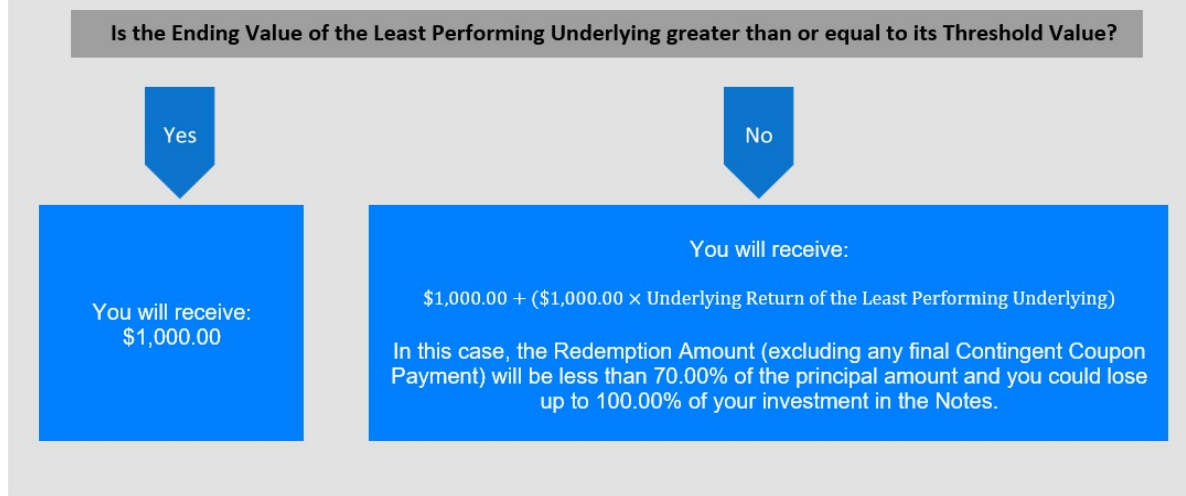 Is the Ending Value of the Least Performing Underlying greater than or equal to its Threshold Value?
Yes
No
You will receive:
$1,000.00
You will receive:
$1,000.00 + ($1,000.00 × Underlying Return of the Least Performing Underlying)
In this case, the Redemption Amount (excluding any final Contingent Coupon
Payment) will be less than 70.00% of the principal amount and you could lose
up to 100.00% of your investment in the Notes.